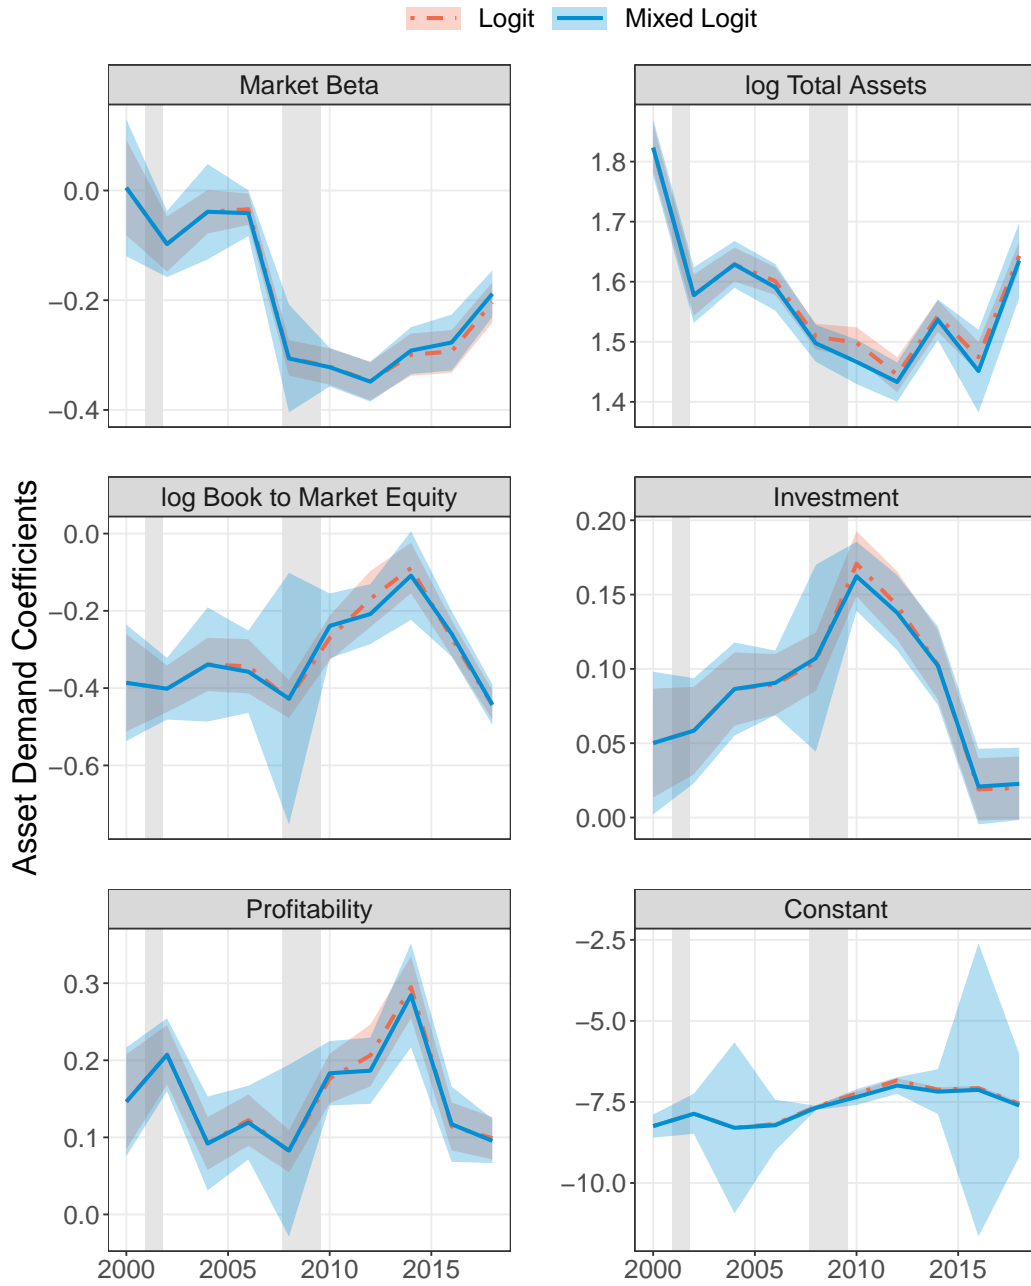 Logit Mixed Logit
Market Beta
0.0
−0.2
−0.4
log Total Assets
1.8
1.7
1.6
1.5
1.4
Asset Demand Coefficients
log Book to Market Equity
0.0
−0.2
−0.4
−0.6
Investment
0.20
0.15
0.10
0.05
0.00
Profitability
0.3
0.2
0.1
0.0
2000 2005 2010 2015
Constant
−2.5
−5.0
−7.5
−10.0
2000 2005 2010 2015